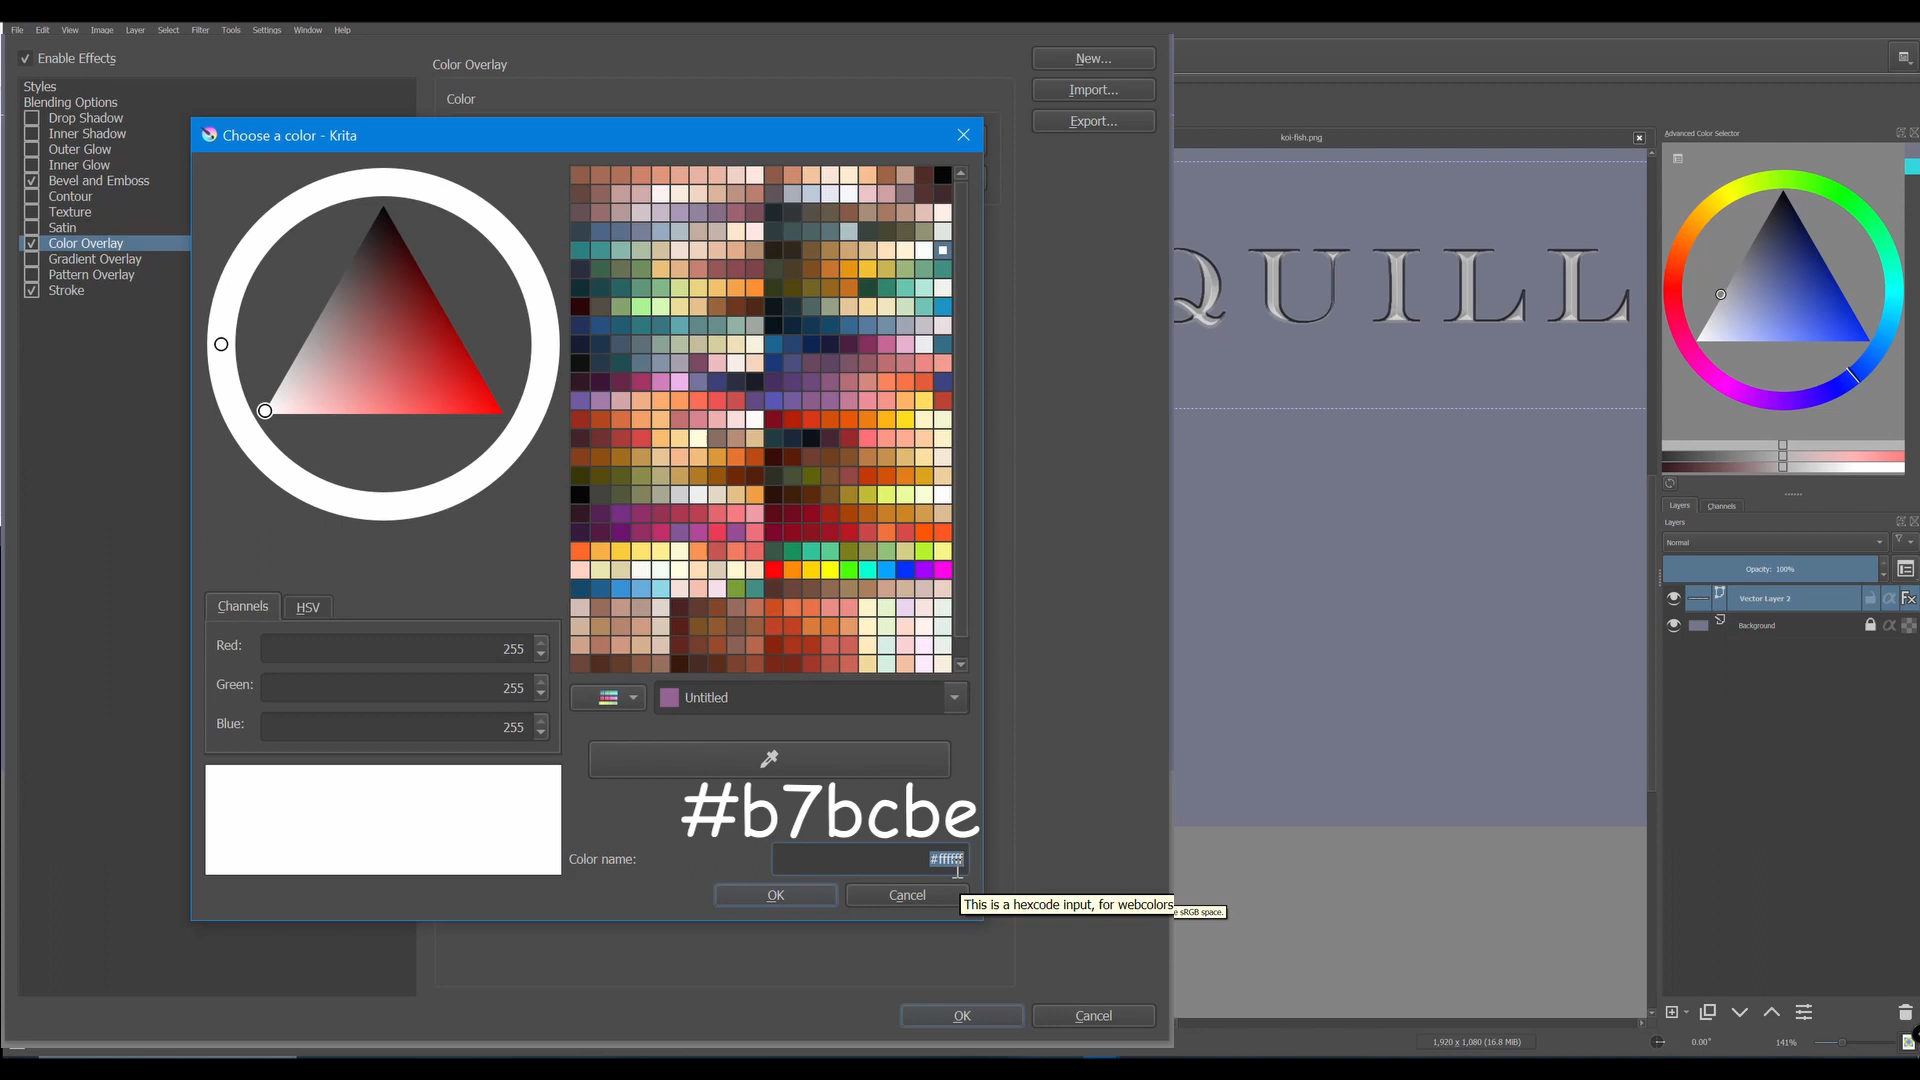 File Edit View Image Layer Select Filter Tools Settings Window Help
Enable Effects
Styles
Blending Options
Drop Shadow
Inner Shadow
Outer Glow
Inner Glow
Bevel and Emboss
Contour
Texture
Satin
Color Overlay
Gradient Overlay
Pattern Overlay
Stroke
Color Overlay
Color
New...
Import...
Export...
Choose a color - Krita
Channels HSV
Red: 255
Green: 255
Blue: 255
Untitled
#b7bcbe
Color name: #ffffff
OK Cancel
This is a hexcode input, for webcolors
sRGB space.
OK Cancel
koi-fish.png
QUILL
Advanced Color Selector
Layers Channels
Layers
Normal
Opacity: 100%
Vector Layer 2
Fx
Background
1,920 x 1,080 (16.8 MiB) 0.00° 141%